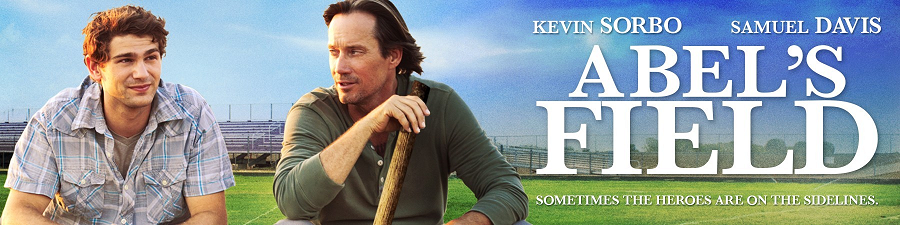 KEVIN SORBO SAMUEL DAVIS
ABEL'S
FIELD
SOMETIMES THE HEROES ARE ON THE SIDELINES.